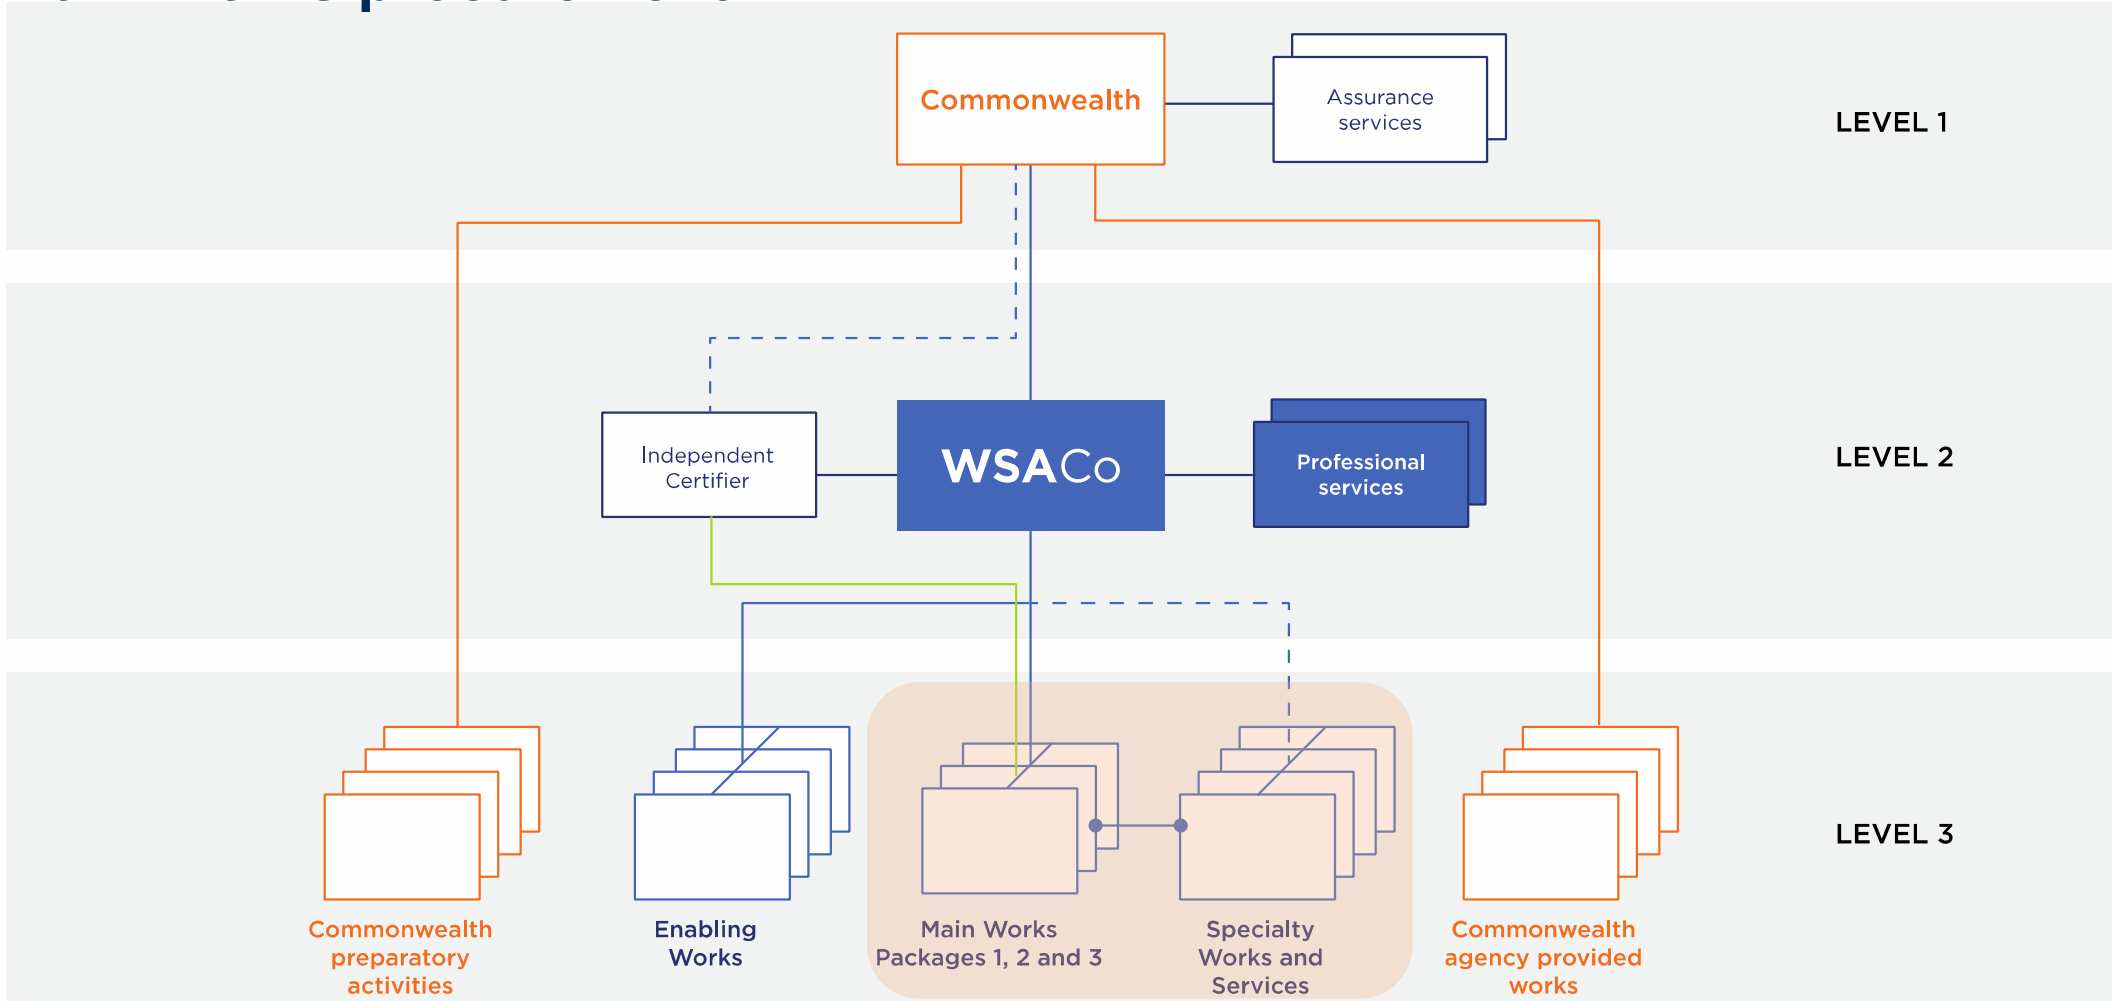 Commonwealth
Assurance
services
LEVEL 1
Independent
Certifier
WSACo
Professional
services
LEVEL 2
LEVEL 3
Commonwealth
preparatory
activities
Enabling
Works
Main Works
Packages 1, 2 and 3
Specialty
Works and
Services
Commonwealth
agency provided
works